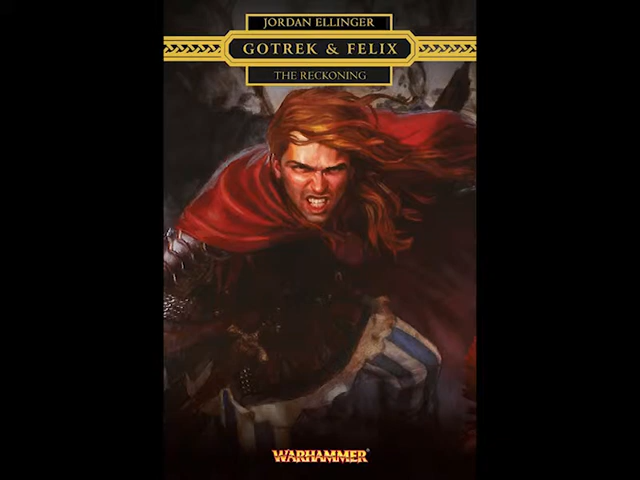 JORDAN ELLINGER
GOTREK & FELIX
THE RECKONING
WARHAMMER